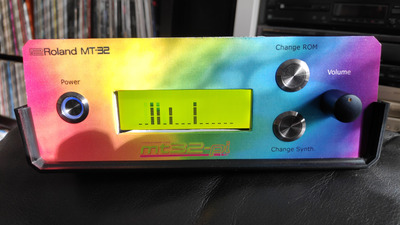 Roland MT-32
Change ROM
Power
Volume
mt32-pi
Change Synth